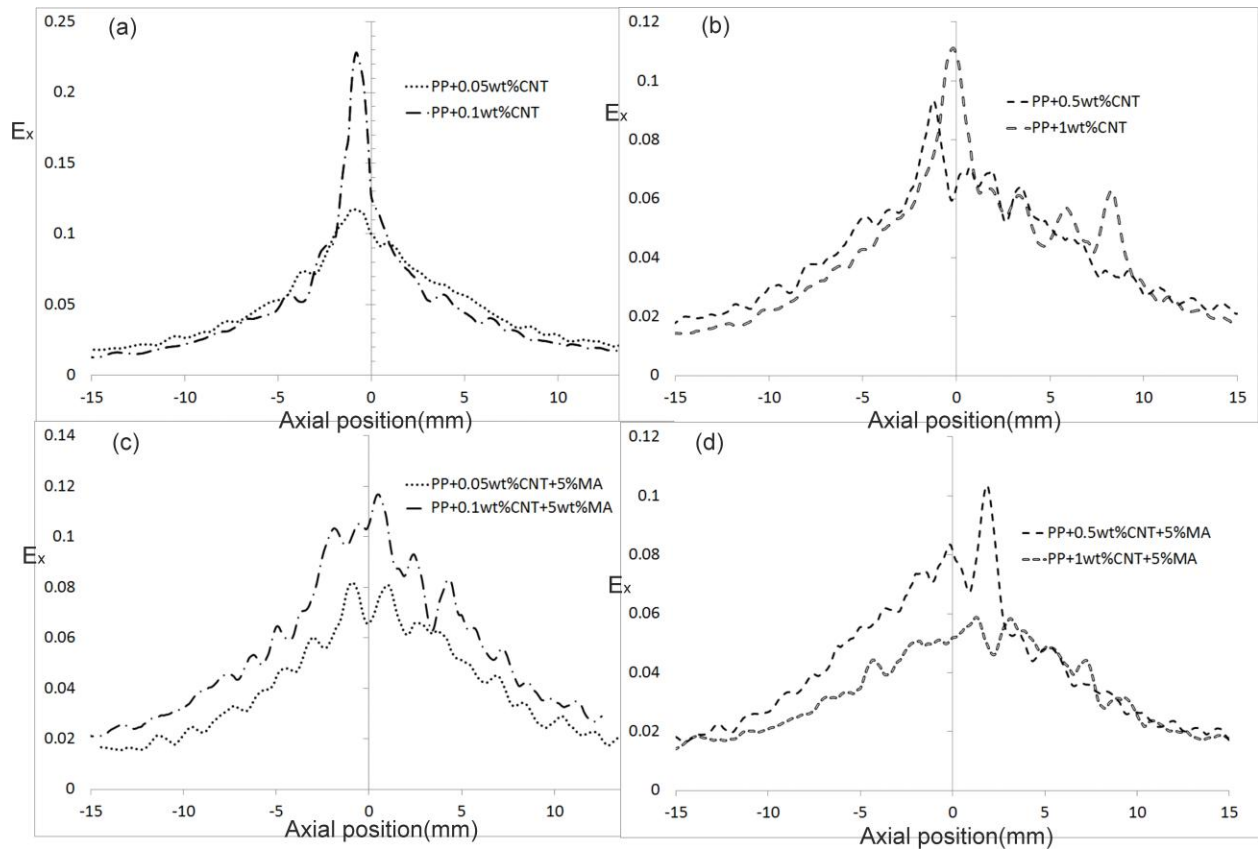 (a)
0.25
0.2
0.15
0.1
0.05
0
Ex
PP+0.05wt%CNT
PP+0.1wt%CNT
-15 -10 -5 0 5 10
Axial position(mm)
(b)
0.12
0.1
0.08
0.06
0.04
0.02
0
Ex
PP+0.5wt%CNT
PP+1wt%CNT
-15 -10 -5 0 5 10 15
Axial position(mm)
(c)
0.14
0.12
0.1
0.08
0.06
0.04
0.02
0
Ex
PP+0.05wt%CNT+5%MA
PP+0.1wt%CNT+5wt%MA
-15 -10 -5 0 5 10
Axial position(mm)
(d)
0.12
0.1
0.08
0.06
0.04
0.02
0
Ex
PP+0.5wt%CNT+5%MA
PP+1wt%CNT+5%MA
-15 -10 -5 0 5 10 15
Axial position(mm)